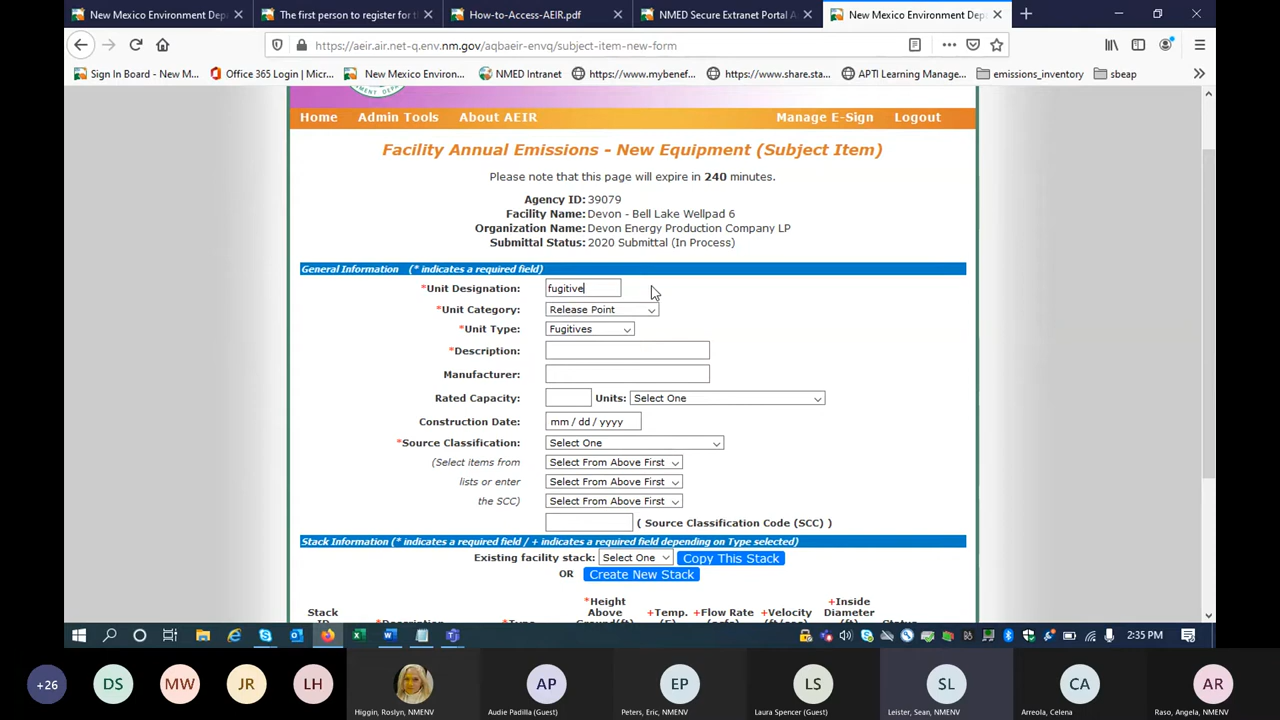 New Mexico Environment Dep
The first person to register for t
How-to-Access-AEIR.pdf
NMED Secure Extranet Portal A
New Mexico Environment Dep
https://aeir.air.net-q.env.nm.gov/aqbaeir-envq/subject-item-new-form
Sign In Board - New M...
Office 365 Login | Micr...
New Mexico Environ...
NMED Intranet
https://www.mybenef...
https://www.share.sta...
APTI Learning Manage...
emissions_inventory
sbeap
Home Admin Tools About AEIR Manage E-Sign Logout
Facility Annual Emissions - New Equipment (Subject Item)
Please note that this page will expire in 240 minutes.
Agency ID: 39079
Facility Name: Devon - Bell Lake Wellpad 6
Organization Name: Devon Energy Production Company LP
Submittal Status: 2020 Submittal (In Process)
General Information (* indicates a required field)
*Unit Designation: fugitive
*Unit Category: Release Point
*Unit Type: Fugitives
*Description:
Manufacturer:
Rated Capacity: Units: Select One
Construction Date: mm / dd / yyyy
*Source Classification: Select One
(Select items from Select From Above First
lists or enter Select From Above First
the SCC) Select From Above First
( Source Classification Code (SCC) )
Stack Information (* indicates a required field / + indicates a required field depending on Type selected)
Existing facility stack: Select One Copy This Stack
OR Create New Stack
*Height +Inside
Stack Above +Temp. +Flow Rate +Velocity Diameter
2:35 PM
+26 DS MW JR LH AP EP LS SL CA AR
Higgin, Roslyn, NMENV
Audie Padilla (Guest)
Peters, Eric, NMENV
Laura Spencer (Guest)
Leister, Sean, NMENV
Arreola, Celena
Raso, Angela, NMENV